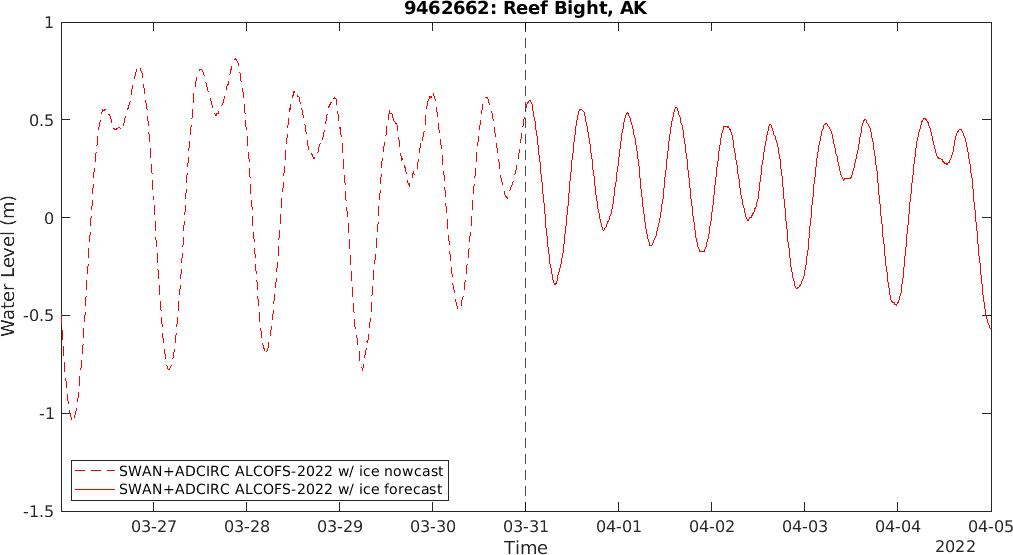 9462662: Reef Bight, AK
1
0.5
0
-0.5
-1
-1.5
Water Level (m)
SWAN+ADCIRC ALCOFS-2022 w/ ice nowcast
SWAN+ADCIRC ALCOFS-2022 w/ ice forecast
03-27 03-28 03-29 03-30 03-31 04-01 04-02 04-03 04-04 04-05
Time
2022